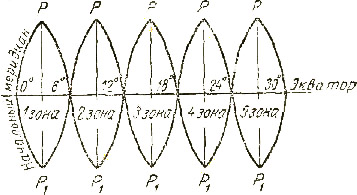 P P P P P
Начальный меридиан
0° 6° 12° 18° 24° 30° Экватор
1 зона 2 зона 3 зона 4 зона 5 зона
P₁ P₁ P₁ P₁ P₁